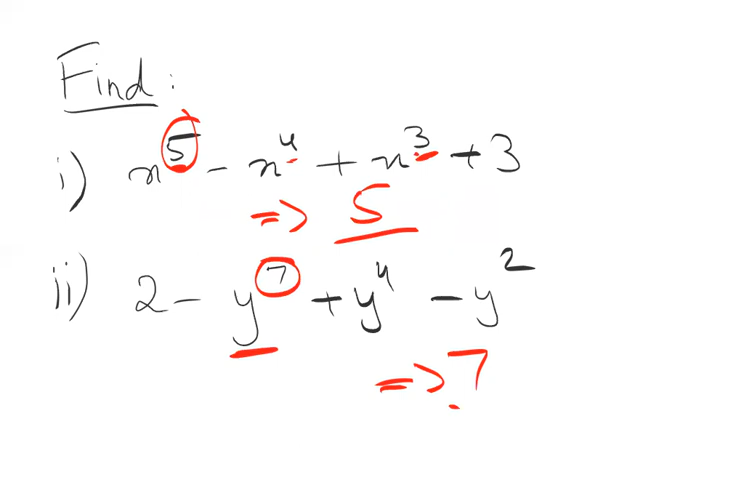 Find:
i) x⁵ - x⁴ + x³ + 3
=> 5
ii) 2 - y⁷ + y⁴ - y²
=> 7